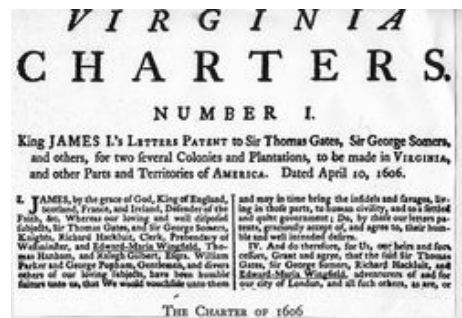 VIRGINIA
CHARTERS.
NUMBER I.
King JAMES I.'s LETTERS PATENT to Sir Thomas Gates, Sir George Somers,
and others, for two several Colonies and Plantations, to be made in VIRGINIA,
and other Parts and Territories of AMERICA. Dated April 10, 1606.
I. JAMES, by the grace of God, King of England,
Scotland, France, and Ireland, Defender of the
Faith, &c. Whereas our loving and well disposed
subjects, Sir Thomas Gates, and Sir George Somers,
Knights, Richard Hackluit, Clerk, Prebendary of
Westminster, and Edward-Maria Wingfield, Tho-
mas Hanham, and Ralegh Gilbert, Esqrs. William
Parker and George Popham, Gentlemen, and divers
others of our loving subjects, have been humble
suitors unto us, that We would vouchsafe unto them
and may in time bring the infidels and savages, liv-
ing in those parts, to human civility, and to a settled
and quiet government; Do, by these our letters pa-
tents, graciously accept of, and agree to, their hum-
ble and well intended desires.
IV. And do therefore, for Us, our heirs and suc-
cessors, Grant and agree, that the said Sir Thomas
Gates, Sir George Somers, Richard Hackluit, and
Edward-Maria Wingfield, adventurers of and for
our city of London, and all such others, as are, or
THE CHARTER OF 1606